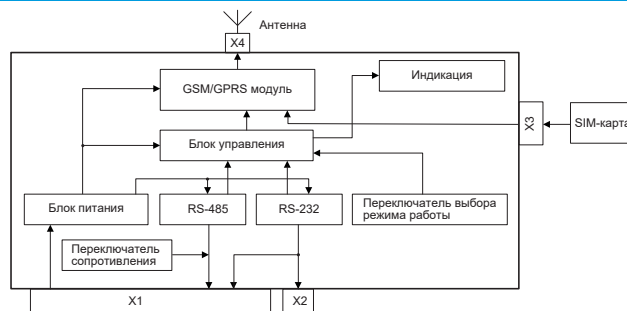 Антенна
X4
GSM/GPRS модуль
Индикация
X3
SIM-карта
Блок управления
Блок питания
RS-485
RS-232
Переключатель выбора
режима работы
Переключатель
сопротивления
X1
X2